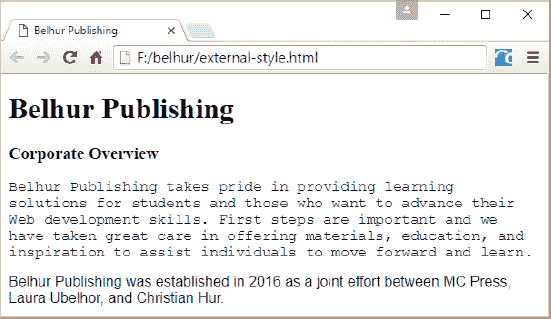 Belhur Publishing
F:/belhur/external-style.html
Belhur Publishing
Corporate Overview
Belhur Publishing takes pride in providing learning
solutions for students and those who want to advance their
Web development skills. First steps are important and we
have taken great care in offering materials, education, and
inspiration to assist individuals to move forward and learn.
Belhur Publishing was established in 2016 as a joint effort between MC Press,
Laura Ubelhor, and Christian Hur.